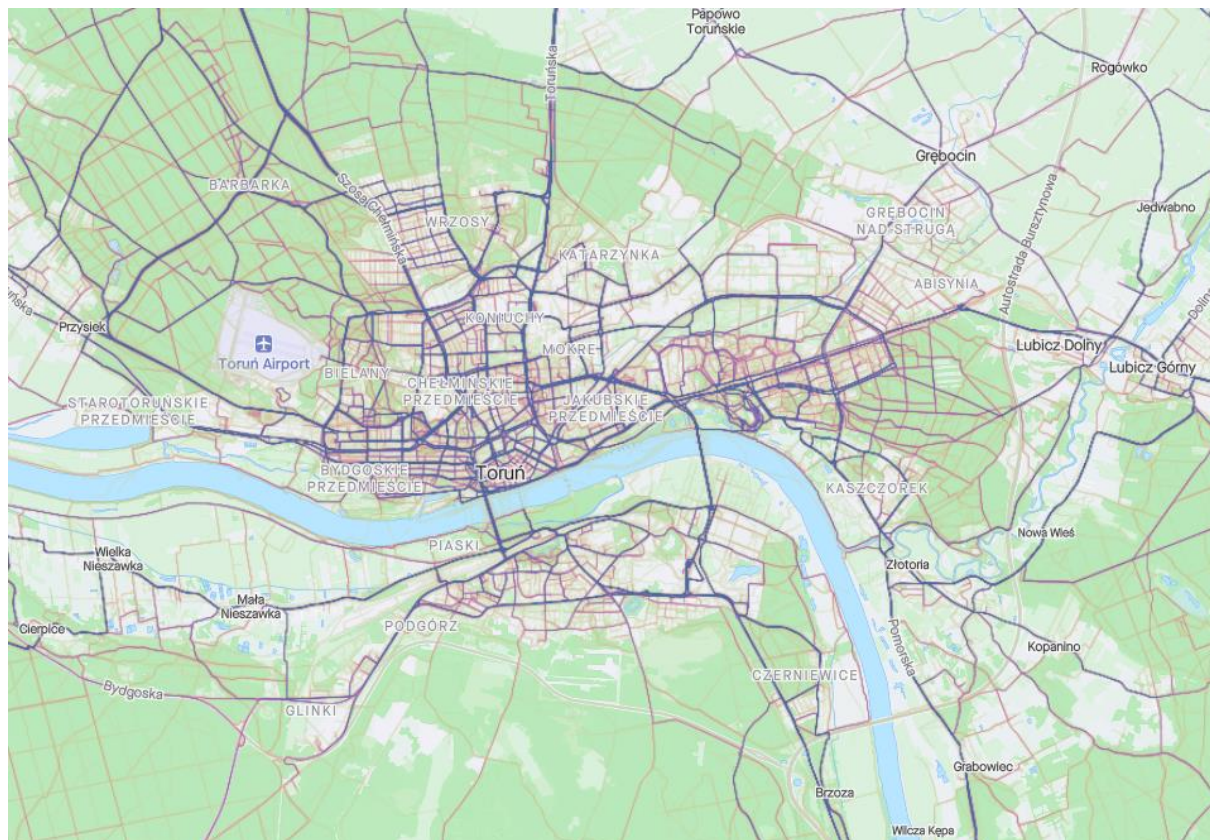 Papowo
Toruńskie
Rogówko
Toruńska
Grębocin
BARBARKA
Szosa Chełmińska
WRZOSY
GRĘBOCIN
NAD STRUGĄ
Jedwabno
KATARZYNKA
Autostrada Bursztynowa
ABISYNIA
Przysiek
KONIUCHY
Toruń Airport
MOKRE
Lubicz Dolny
BIELANY
Lubicz Górny
CHEŁMIŃSKIE
PRZEDMIEŚCIE
STAROTORUŃSKIE
PRZEDMIEŚCIE
JAKUBSKIE
PRZEDMIEŚCIE
BYDGOSKIE
PRZEDMIEŚCIE
Toruń
KASZCZOREK
PIASKI
Nowa Wieś
Wielka
Nieszawka
Złotoria
Mała
Nieszawka
Cierpice
PODGÓRZ
Pomorska
Kopanino
CZERNIEWICE
Bydgoska
GLINKI
Grabowiec
Brzoza
Wilcza Kępa